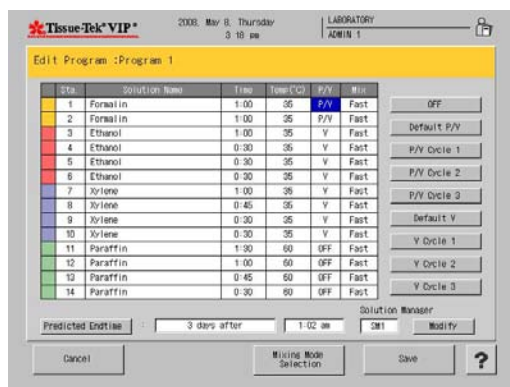 Tissue-Tek® VIP®
2008, May 8, Thursday
3 18 pm
LABORATORY
ADMIN 1
Edit Program :Program 1
Sta. Solution Name Time Temp(°C) P/V Mix
1 Formalin 1:00 35 P/V Fast
2 Formalin 1:00 35 P/V Fast
3 Ethanol 1:00 35 V Fast
4 Ethanol 0:30 35 V Fast
5 Ethanol 0:30 35 V Fast
6 Ethanol 0:30 35 V Fast
7 Xylene 1:00 35 V Fast
8 Xylene 0:45 35 V Fast
9 Xylene 0:30 35 V Fast
10 Xylene 0:30 35 V Fast
11 Paraffin 1:30 60 OFF Fast
12 Paraffin 1:00 60 OFF Fast
13 Paraffin 0:45 60 OFF Fast
14 Paraffin 0:30 60 OFF Fast
OFF
Default P/V
P/V Cycle 1
P/V Cycle 2
P/V Cycle 3
Default V
V Cycle 1
V Cycle 2
V Cycle 3
Solution Manager
Predicted Endtime : 3 days after 1:02 am SM1 Modify
Cancel
Mixing Mode
Selection
Save
?